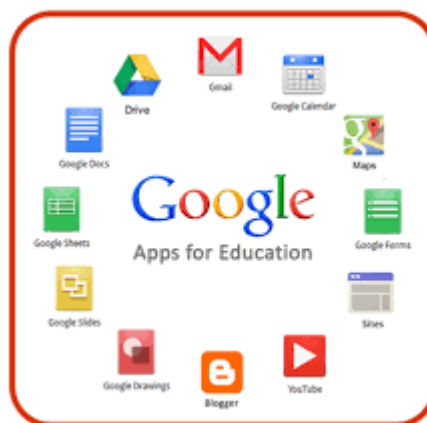 Gmail
Drive
Google Calendar
Google Docs
Maps
Google
Apps for Education
Google Sheets
Google Forms
Google Slides
Sites
Google Drawings
YouTube
Blogger